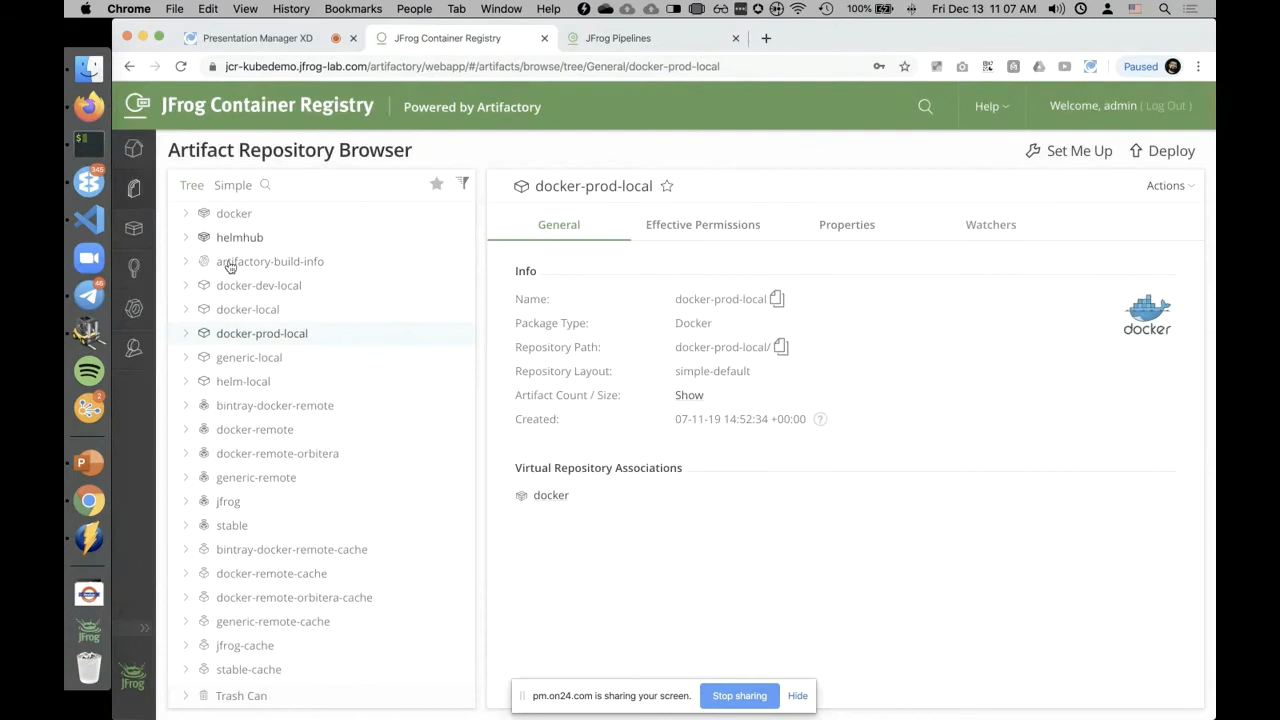 Chrome File Edit View History Bookmarks People Tab Window Help 100% Fri Dec 13 11:07 AM
Presentation Manager XD JFrog Container Registry JFrog Pipelines
jcr-kubedemo.jfrog-lab.com/artifactory/webapp/#/artifacts/browse/tree/General/docker-prod-local Paused
JFrog Container Registry Powered by Artifactory Help Welcome, admin ( Log Out )
Artifact Repository Browser Set Me Up Deploy
Tree Simple
docker
helmhub
artifactory-build-info
docker-dev-local
docker-local
docker-prod-local
generic-local
helm-local
bintray-docker-remote
docker-remote
docker-remote-orbitera
generic-remote
jfrog
stable
bintray-docker-remote-cache
docker-remote-cache
docker-remote-orbitera-cache
generic-remote-cache
jfrog-cache
stable-cache
Trash Can
docker-prod-local Actions
General Effective Permissions Properties Watchers
Info
Name: docker-prod-local
Package Type: Docker
Repository Path: docker-prod-local/
Repository Layout: simple-default
Artifact Count / Size: Show
Created: 07-11-19 14:52:34 +00:00 ?
docker
Virtual Repository Associations
docker
pm.on24.com is sharing your screen. Stop sharing Hide
$
345
46
2
P
JFrog
JFrog